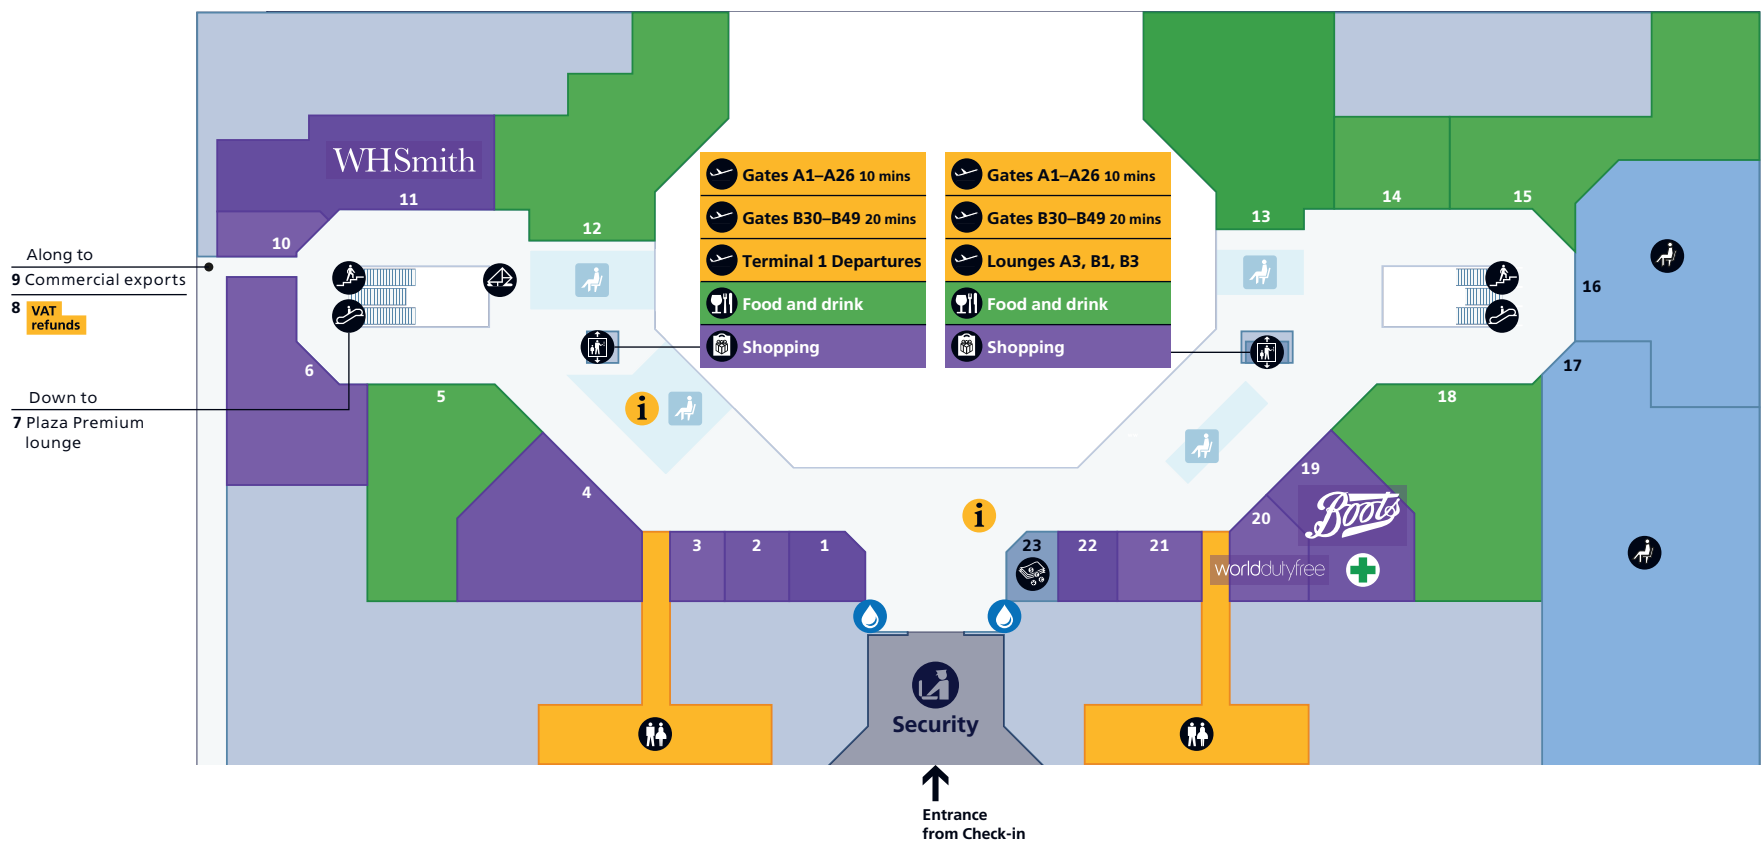 WHSmith
11
10
12
Along to
9 Commercial exports
8 VAT
refunds
6
Down to
7 Plaza Premium
lounge
5
4
3
2
1
Gates A1–A26 10 mins
Gates B30–B49 20 mins
Terminal 1 Departures
Food and drink
Shopping
Gates A1–A26 10 mins
Gates B30–B49 20 mins
Lounges A3, B1, B3
Food and drink
Shopping
13
14
15
16
17
18
19
Boots
20
worlddutyfree
21
22
23
i
i
Security
Entrance
from Check-in